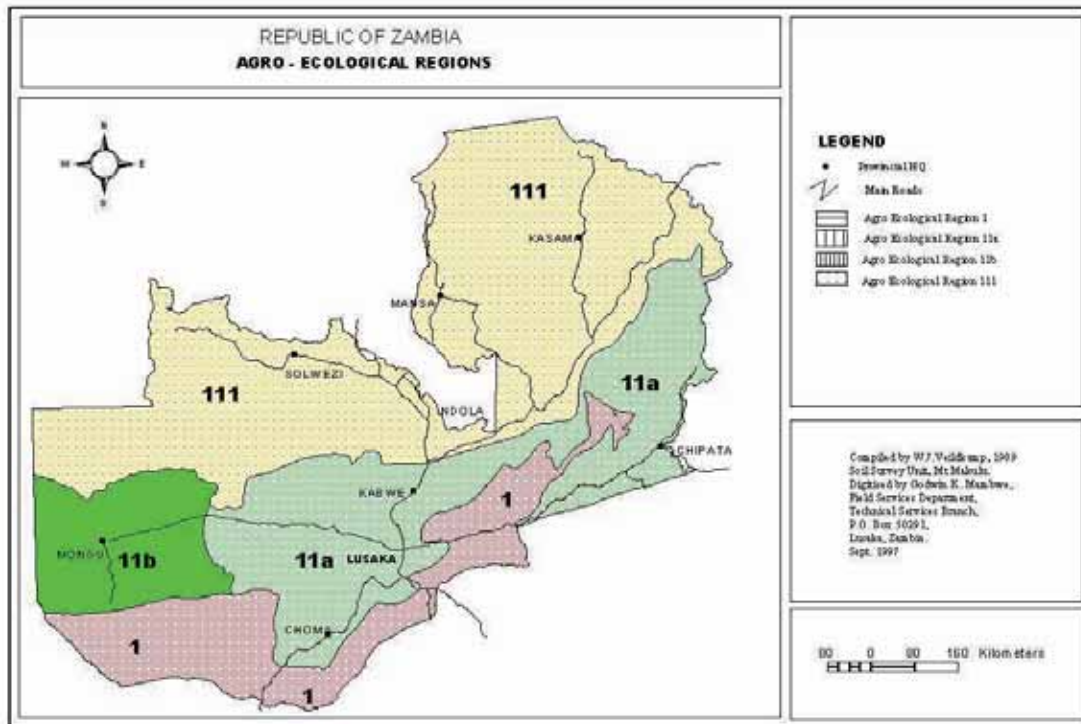 REPUBLIC OF ZAMBIA
AGRO - ECOLOGICAL REGIONS
N
W E
S
111
KASAMA
MANSA
SOLWEZI
111
NDOLA
11a
CHIPATA
KABWE
1
MONGU
11b
11a
LUSAKA
CHOMA
1
1
LEGEND
Provincial HQ
Main Roads
Agro Ecological Region 1
Agro Ecological Region 11a
Agro Ecological Region 11b
Agro Ecological Region 111
Compiled by W.J. Veldkamp, 1989
Soil Survey Unit, Mt Makulu.
Digitised by Godwin K. Mambwe,
Field Services Department,
Technical Services Branch,
P.O. Box 50291,
Lusaka, Zambia.
Sept. 1997
80 0 80 160 Kilometers